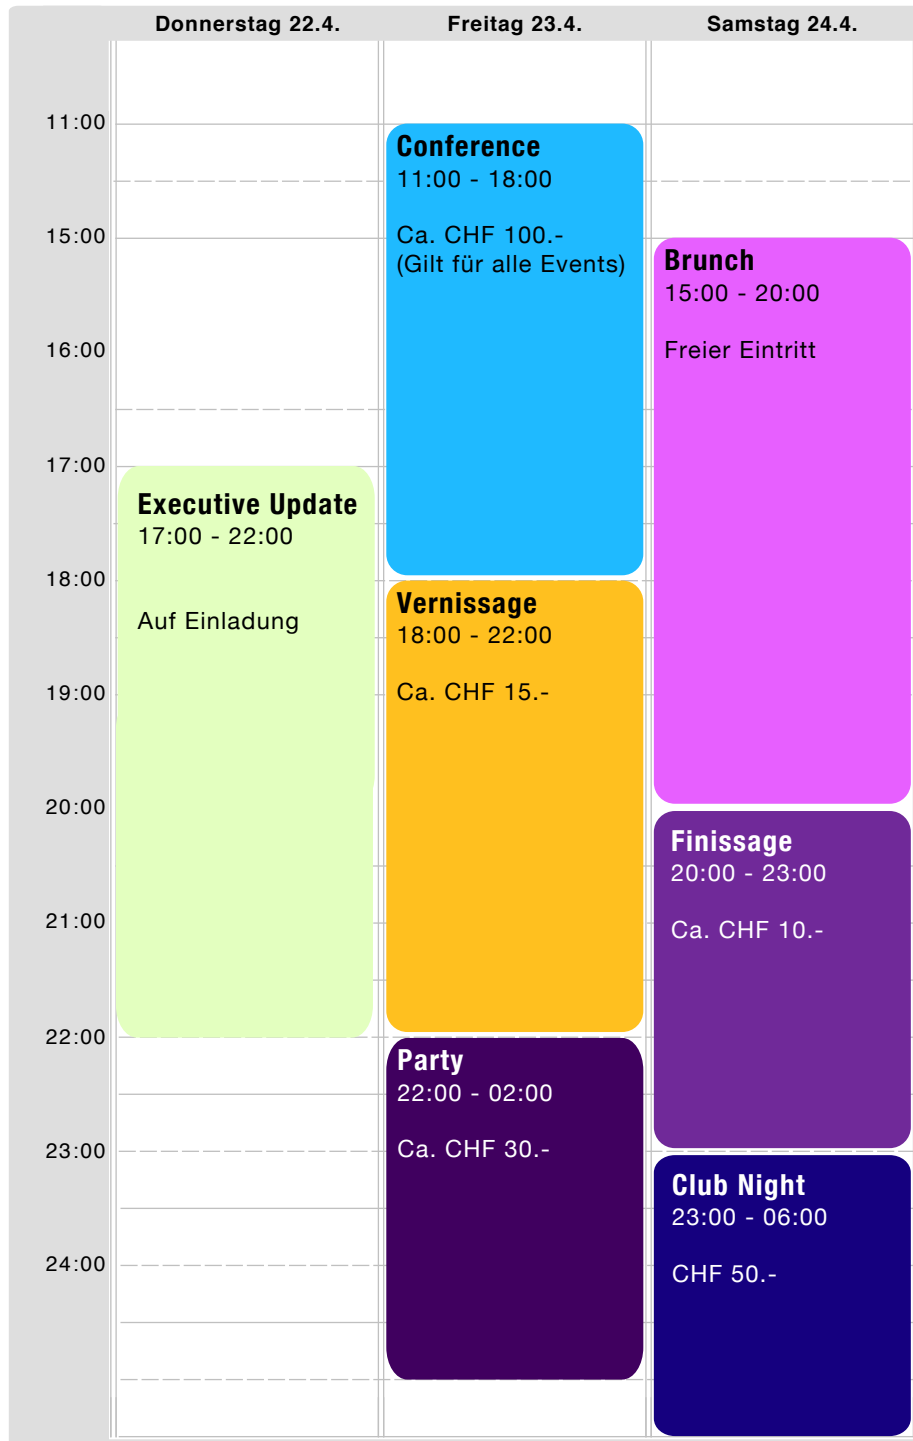 Donnerstag 22.4.
Freitag 23.4.
Samstag 24.4.
11:00
15:00
16:00
17:00
18:00
19:00
20:00
21:00
22:00
23:00
24:00
Executive Update
17:00 - 22:00
Auf Einladung
Conference
11:00 - 18:00
Ca. CHF 100.-
(Gilt für alle Events)
Vernissage
18:00 - 22:00
Ca. CHF 15.-
Party
22:00 - 02:00
Ca. CHF 30.-
Brunch
15:00 - 20:00
Freier Eintritt
Finissage
20:00 - 23:00
Ca. CHF 10.-
Club Night
23:00 - 06:00
CHF 50.-